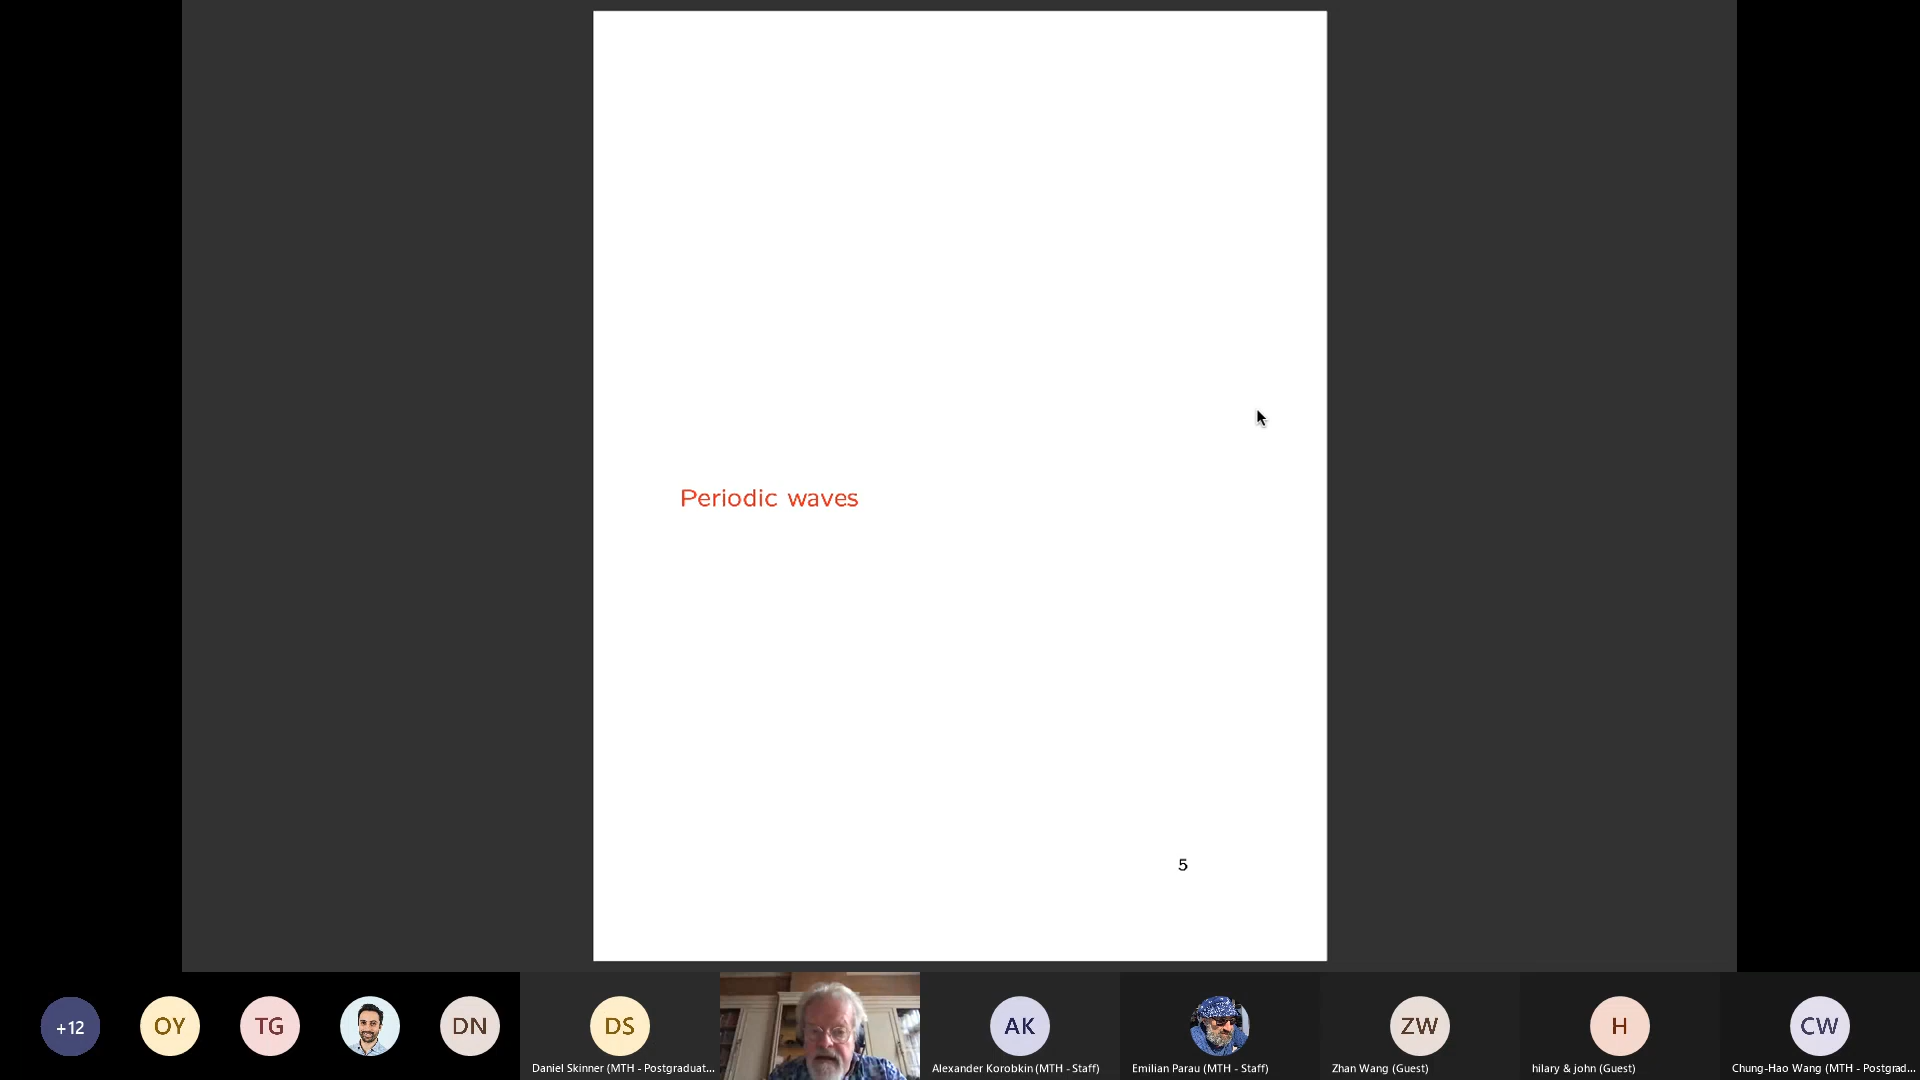 Periodic waves
5
+12
OY
TG
DN
DS
AK
ZW
H
CW
Daniel Skinner (MTH - Postgraduat...
Alexander Korobkin (MTH - Staff)
Emilian Parau (MTH - Staff)
Zhan Wang (Guest)
hilary & john (Guest)
Chung-Hao Wang (MTH - Postgrad...